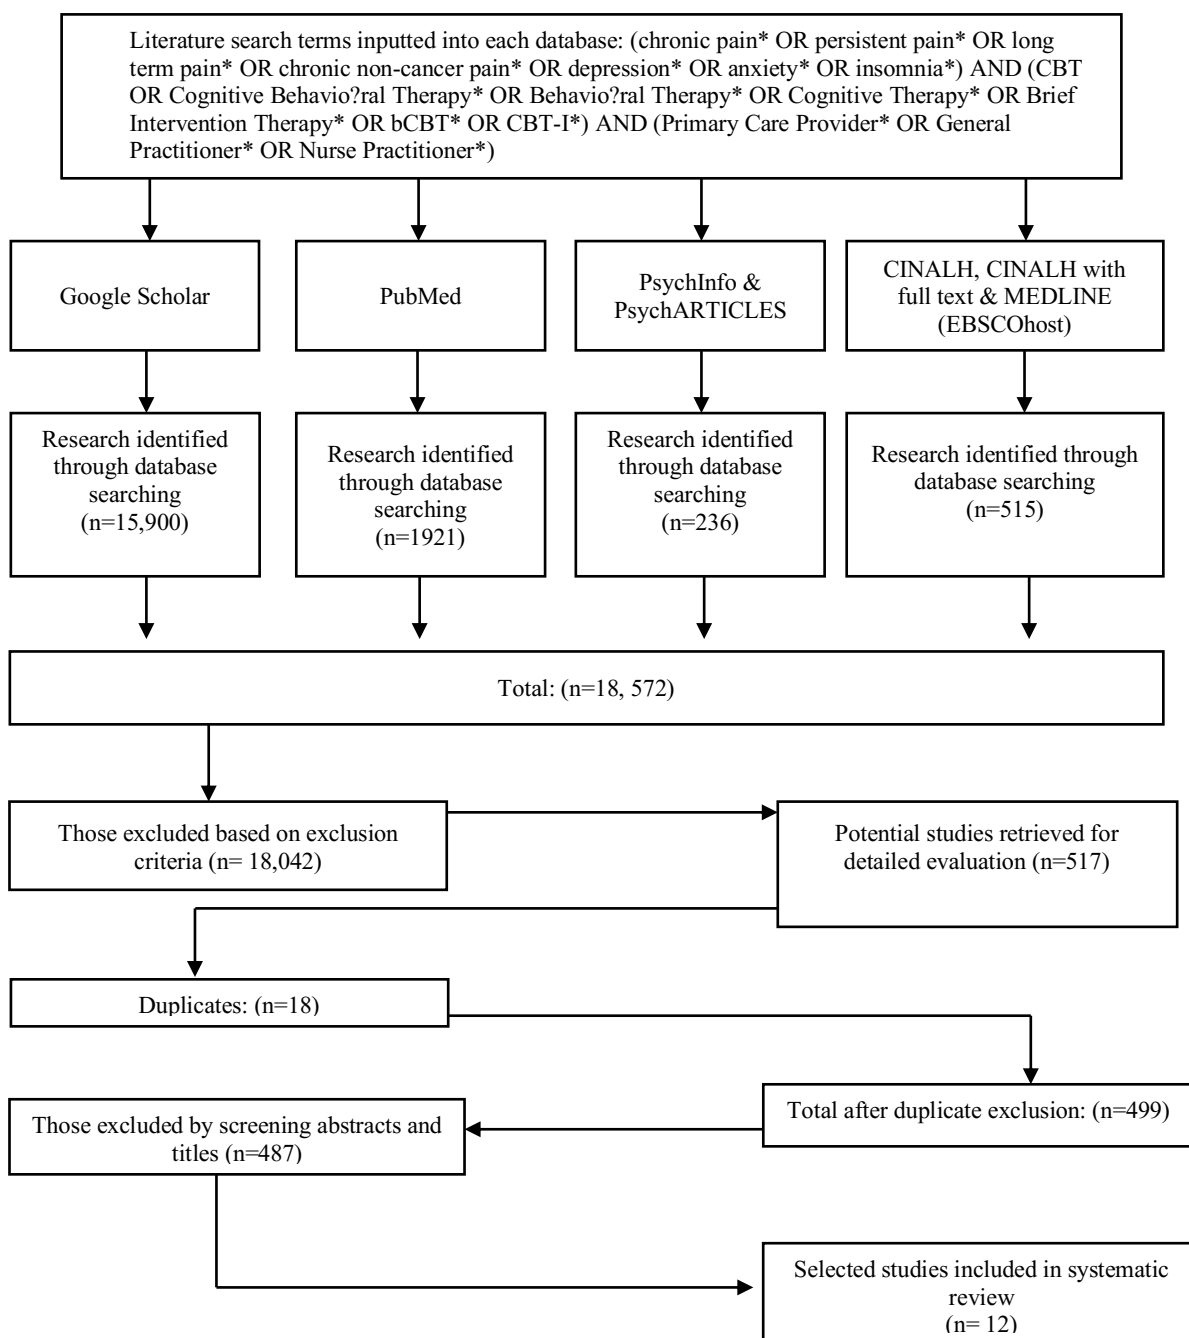 Literature search terms inputted into each database: (chronic pain* OR persistent pain* OR long
term pain* OR chronic non-cancer pain* OR depression* OR anxiety* OR insomnia*) AND (CBT
OR Cognitive Behavio?ral Therapy* OR Behavio?ral Therapy* OR Cognitive Therapy* OR Brief
Intervention Therapy* OR bCBT* OR CBT-I*) AND (Primary Care Provider* OR General
Practitioner* OR Nurse Practitioner*)
Google Scholar
PubMed
PsychInfo &
PsychARTICLES
CINALH, CINALH with
full text & MEDLINE
(EBSCOhost)
Research identified
through database
searching
(n=15,900)
Research identified
through database
searching
(n=1921)
Research identified
through database
searching
(n=236)
Research identified through
database searching
(n=515)
Total: (n=18, 572)
Those excluded based on exclusion
criteria (n= 18,042)
Potential studies retrieved for
detailed evaluation (n=517)
Duplicates: (n=18)
Total after duplicate exclusion: (n=499)
Those excluded by screening abstracts and
titles (n=487)
Selected studies included in systematic
review
(n= 12)